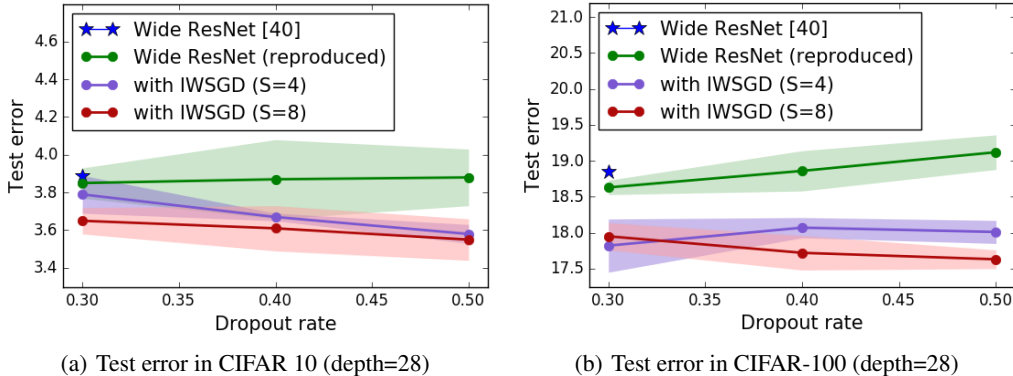 4.6
4.4
4.2
4.0
3.8
3.6
3.4
Test error
Wide ResNet [40]
Wide ResNet (reproduced)
with IWSGD (S=4)
with IWSGD (S=8)
0.30
0.35
0.40
0.45
0.50
Dropout rate
(a) Test error in CIFAR 10 (depth=28)
21.0
20.5
20.0
19.5
19.0
18.5
18.0
17.5
Test error
Wide ResNet [40]
Wide ResNet (reproduced)
with IWSGD (S=4)
with IWSGD (S=8)
0.30
0.35
0.40
0.45
0.50
Dropout rate
(b) Test error in CIFAR-100 (depth=28)